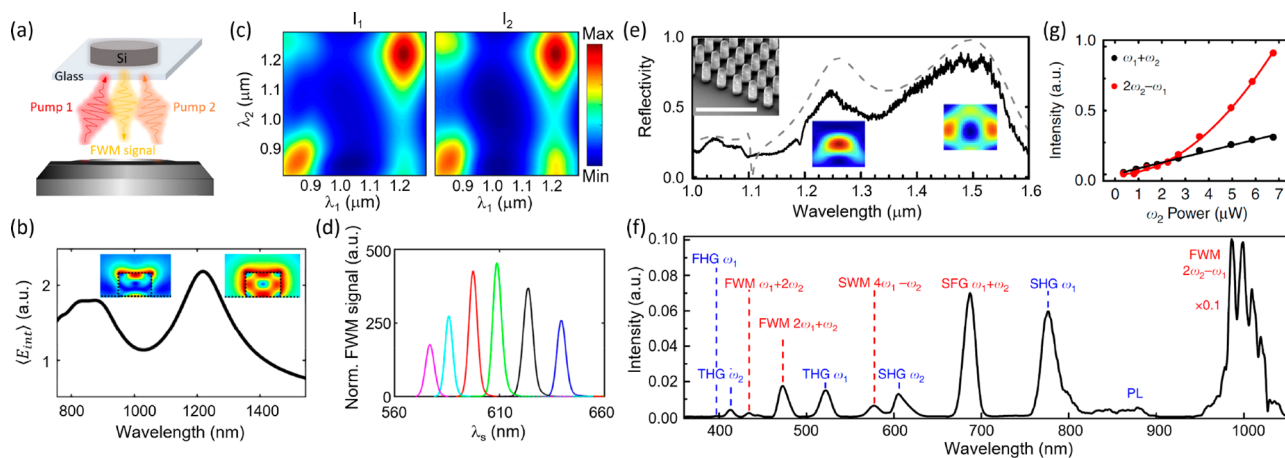 (a)
Si
Glass
Pump 1
Pump 2
FWM signal
(b)
⟨E_int⟩ (a.u.)
2
1
800
1000
1200
1400
Wavelength (nm)
(c)
I₁
I₂
λ₂ (μm)
1.2
1.1
1.0
0.9
0.9 1.0 1.1 1.2
0.9 1.0 1.1 1.2
λ₁ (μm)
λ₁ (μm)
Max
Min
(d)
Norm. FWM signal (a.u.)
500
250
0
560
610
660
λₛ (nm)
(e)
Reflectivity
1.0
0.5
0.0
1.0 1.1 1.2 1.3 1.4 1.5 1.6
Wavelength (μm)
(g)
Intensity (a.u.)
1.0
0.5
0.0
ω₁+ω₂
2ω₂−ω₁
0 1 2 3 4 5 6 7
ω₂ Power (μW)
(f)
Intensity (a.u.)
0.10
0.08
0.06
0.04
0.02
0.00
FHG ω₁
FWM ω₁+2ω₂
SWM 4ω₁−ω₂
SFG ω₁+ω₂
SHG ω₁
FWM
2ω₂−ω₁
×0.1
FWM 2ω₁+ω₂
THG ω₂
THG ω₁
SHG ω₂
PL
400 500 600 700 800 900 1000
Wavelength (nm)